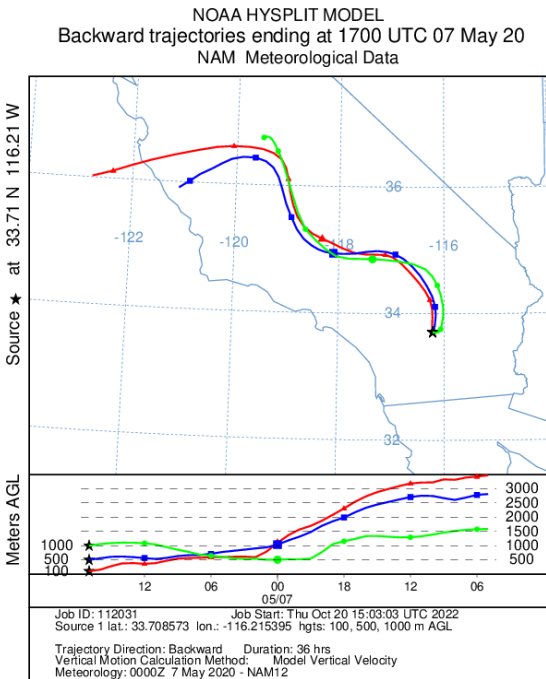 NOAA HYSPLIT MODEL
Backward trajectories ending at 1700 UTC 07 May 20
NAM Meteorological Data
Source ★ at 33.71 N 116.21 W
-122
-120
-118
-116
36
34
32
Meters AGL
1000
500
100
3000
2500
2000
1500
1000
500
12
06
00
18
12
06
05/07
Job ID: 112031 Job Start: Thu Oct 20 15:03:03 UTC 2022
Source 1 lat.: 33.708573 lon.: -116.215395 hgts: 100, 500, 1000 m AGL
Trajectory Direction: Backward Duration: 36 hrs
Vertical Motion Calculation Method: Model Vertical Velocity
Meteorology: 0000Z 7 May 2020 - NAM12